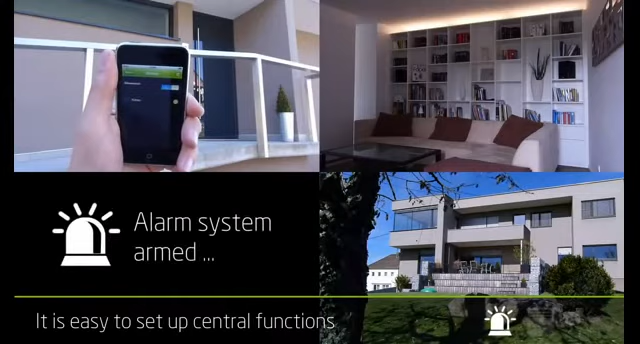 Alarm system
armed ...
It is easy to set up central functions